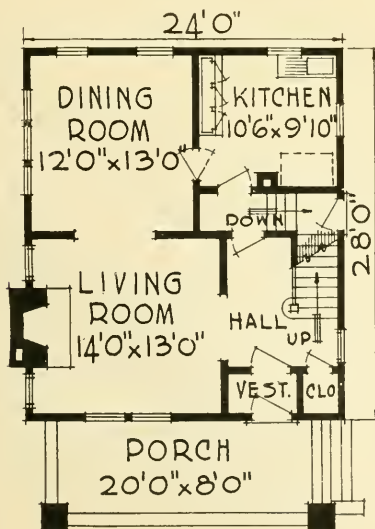 24'0"
DINING
ROOM
12'0"x13'0"
KITCHEN
10'6"x9'10"
DOWN
28'0"
LIVING
ROOM
14'0"x13'0"
HALL
UP
VEST.
CLO
PORCH
20'0"x8'0"